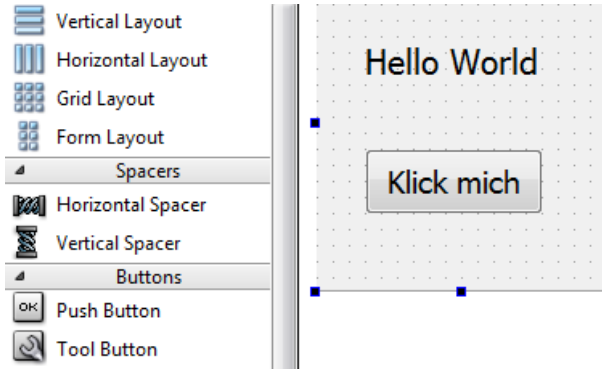 Vertical Layout
Horizontal Layout
Grid Layout
Form Layout
Spacers
Horizontal Spacer
Vertical Spacer
Buttons
OK
Push Button
Tool Button
Hello World
Klick mich